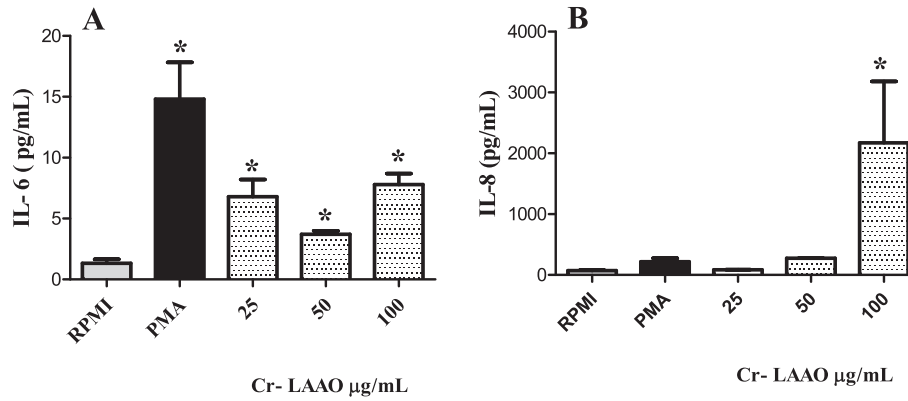 A
IL- 6 ( pg/mL)
20
15
10
5
0
*
*
*
*
RPMI
PMA
25
50
100
Cr- LAAO µg/mL
B
IL-8 (pg/mL)
4000
3000
2000
1000
0
*
RPMI
PMA
25
50
100
Cr- LAAO µg/mL